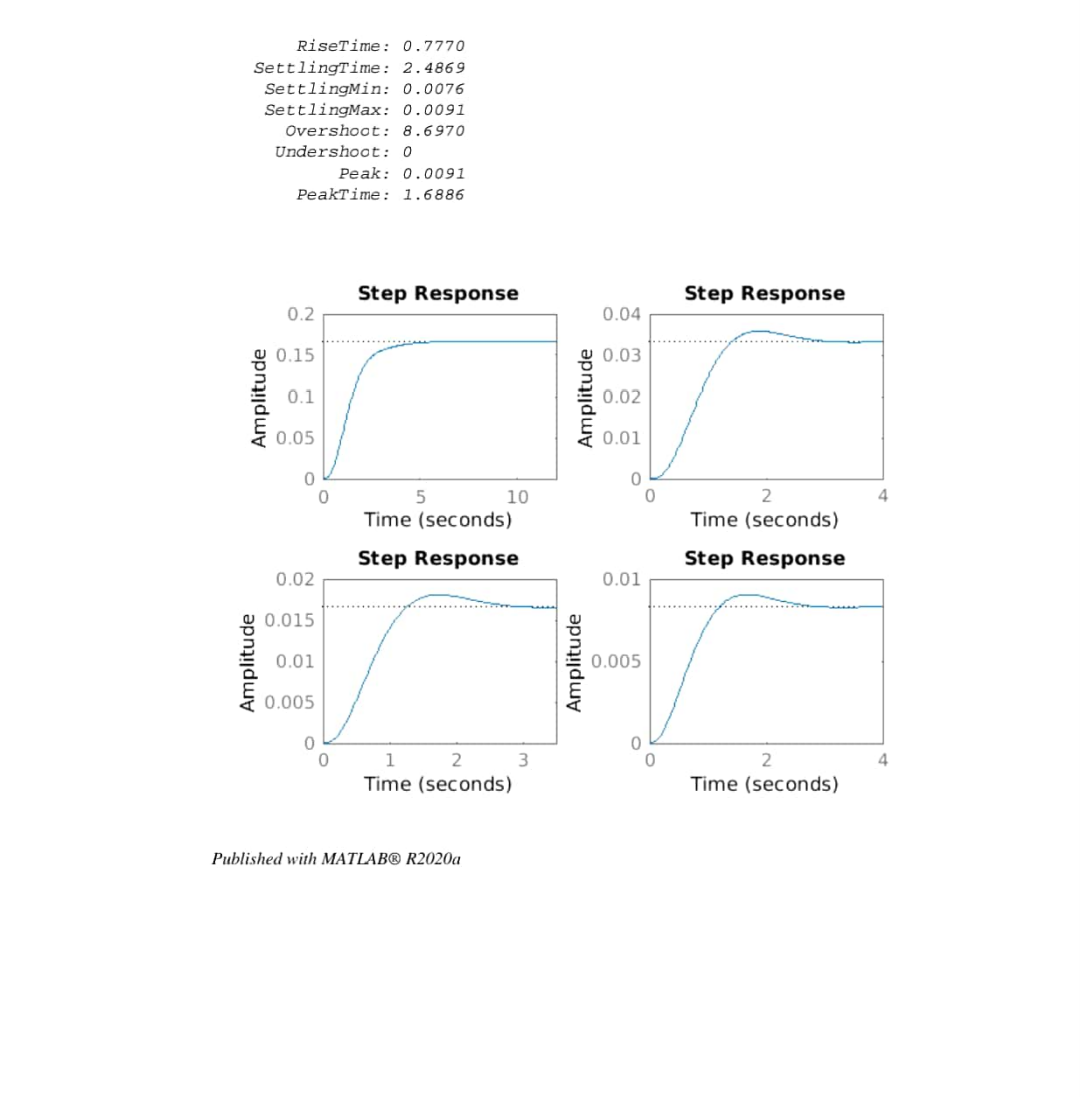 RiseTime: 0.7770
SettlingTime: 2.4869
SettlingMin: 0.0076
SettlingMax: 0.0091
Overshoot: 8.6970
Undershoot: 0
Peak: 0.0091
PeakTime: 1.6886
Step Response
0.2
0.15
0.1
0.05
0
Amplitude
0 5 10
Time (seconds)
Step Response
0.04
0.03
0.02
0.01
0
Amplitude
0 2 4
Time (seconds)
Step Response
0.02
0.015
0.01
0.005
0
Amplitude
0 1 2 3
Time (seconds)
Step Response
0.01
0.005
0
Amplitude
0 2 4
Time (seconds)
Published with MATLAB® R2020a